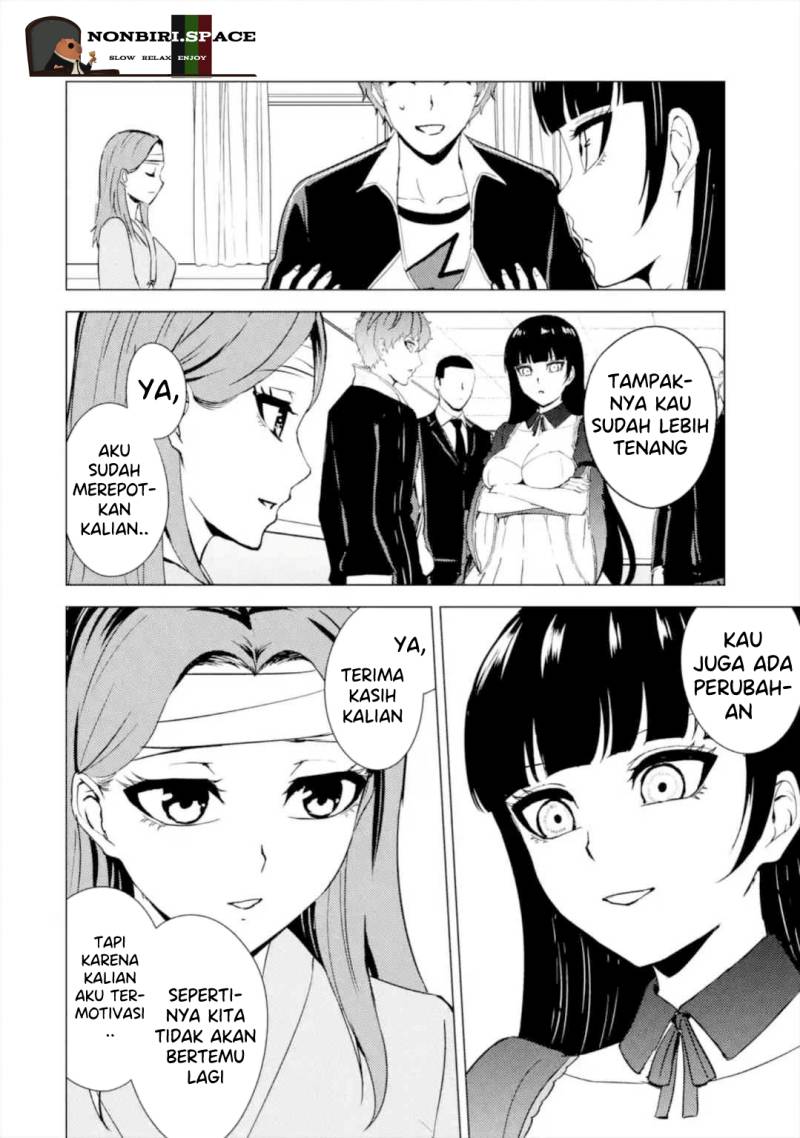 NONBIRI.SPACE
SLOW RELAX ENJOY
TAMPAK-
NYA KAU
SUDAH LEBIH
TENANG
YA,
AKU
SUDAH
MEREPOT-
KAN
KALIAN..
KAU
JUGA ADA
PERUBAH-
AN
YA,
TERIMA
KASIH
KALIAN
SEPERTI-
NYA KITA
TIDAK AKAN
BERTEMU
LAGI
TAPI
KARENA
KALIAN
AKU TER-
MOTIVASI
..